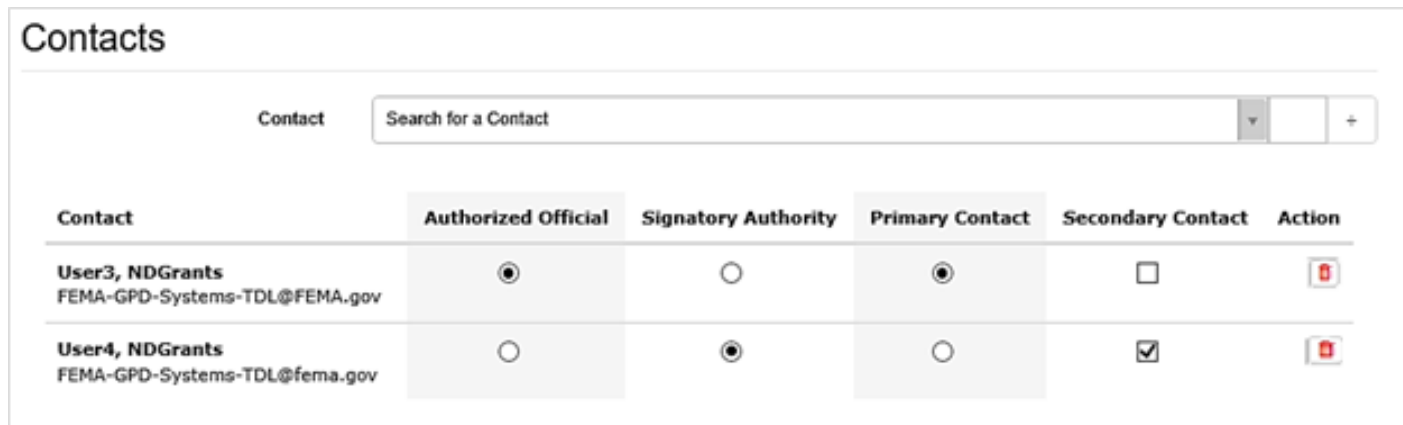 Contacts
Contact Search for a Contact +
Contact Authorized Official Signatory Authority Primary Contact Secondary Contact Action
User3, NDGrants
FEMA-GPD-Systems-TDL@FEMA.gov
User4, NDGrants
FEMA-GPD-Systems-TDL@fema.gov